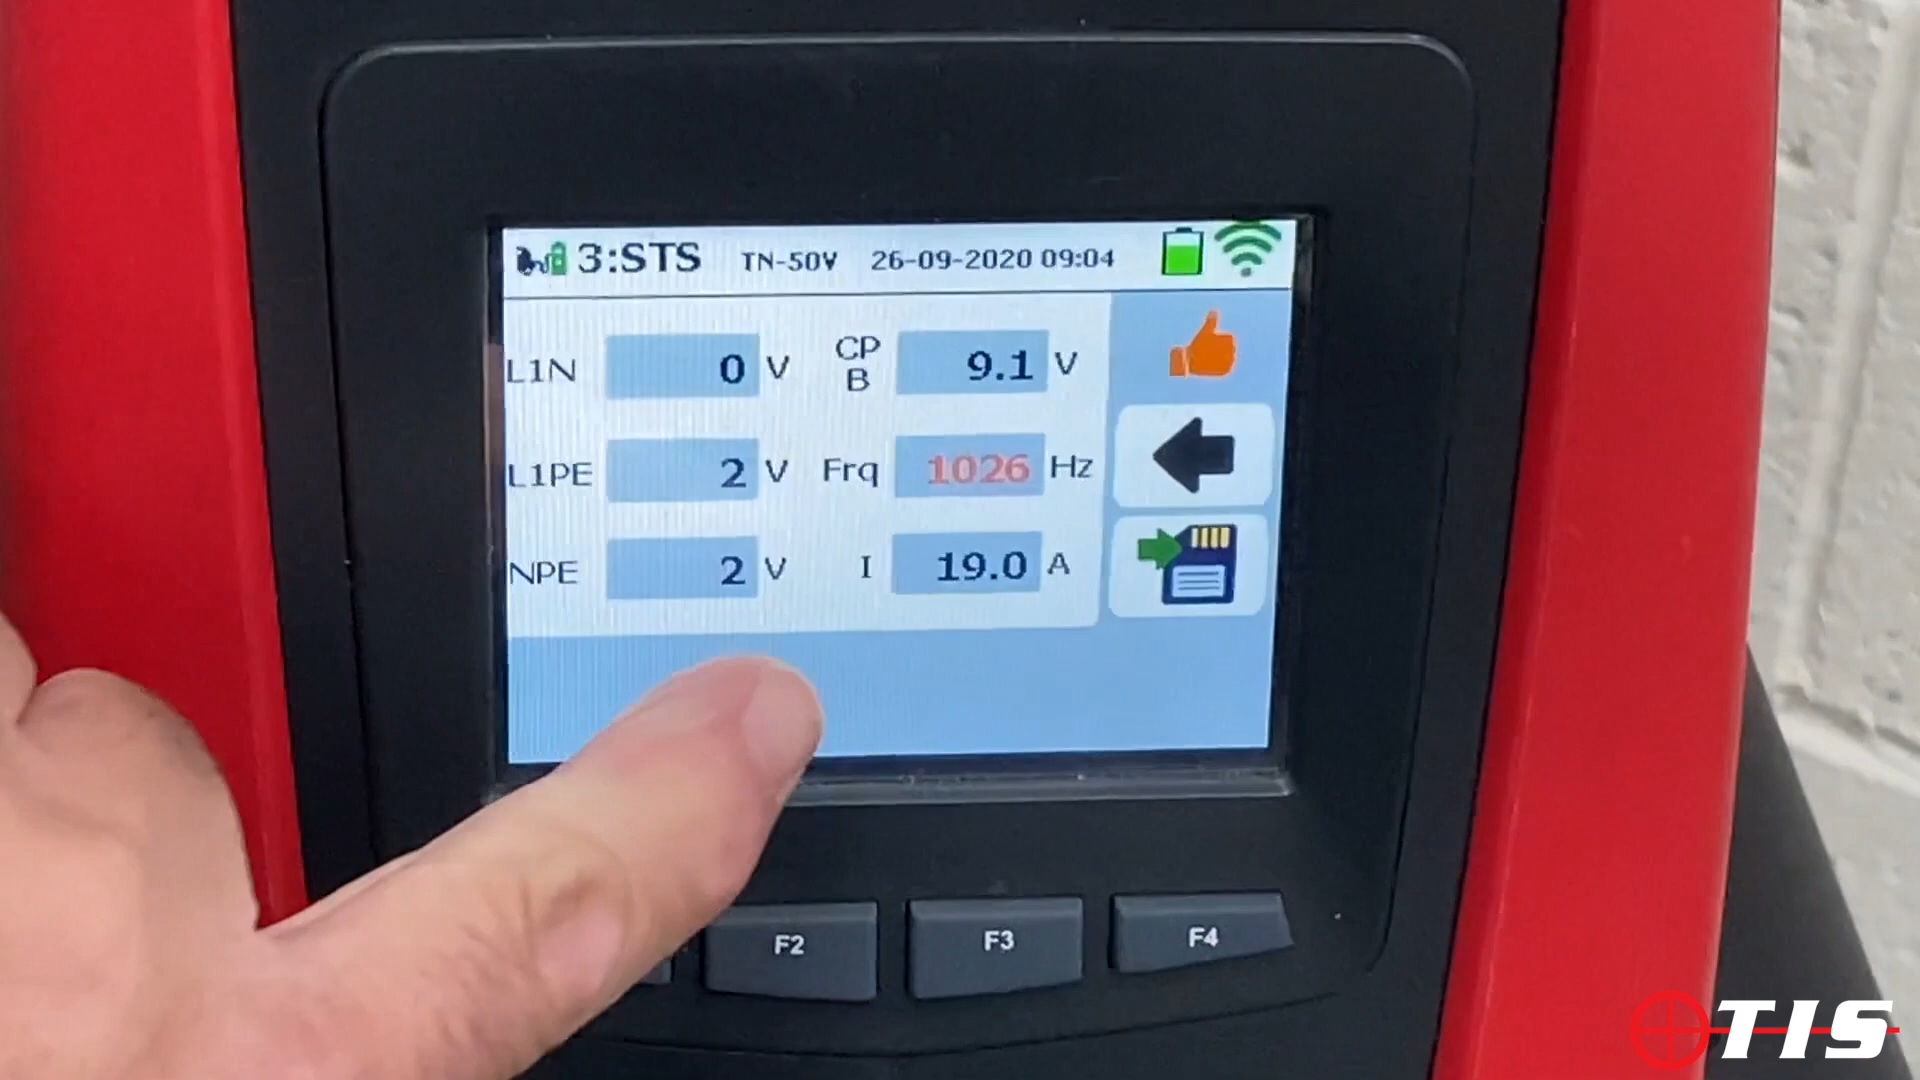 3:STS TN-50V 26-09-2020 09:04
L1N 0 V CP B 9.1 V
L1PE 2 V Frq 1026 Hz
NPE 2 V I 19.0 A
F2 F3 F4
TIS